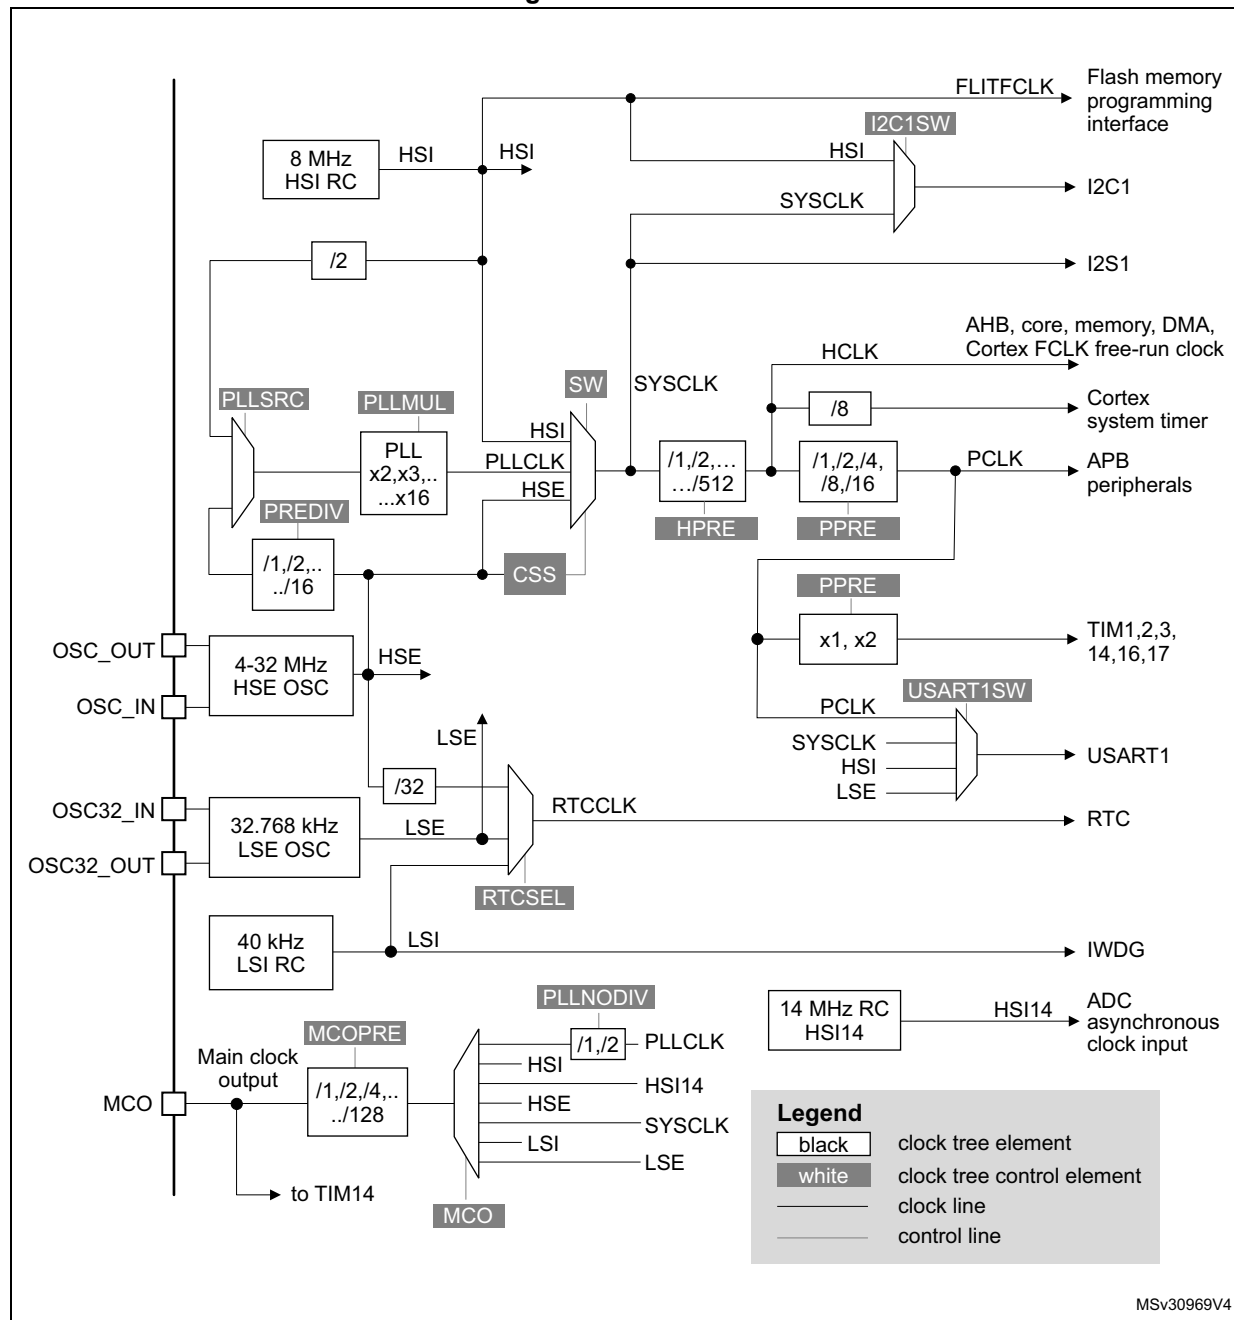 FLITFCLK
Flash memory
programming
interface
I2C1SW
8 MHz
HSI RC
HSI
HSI
HSI
SYSCLK
I2C1
/2
I2S1
AHB, core, memory, DMA,
Cortex FCLK free-run clock
HCLK
PLLSRC
PLLMUL
SW
SYSCLK
/8
Cortex
system timer
PLL
x2,x3,..
...x16
HSI
PLLCLK
HSE
/1,/2,…
…/512
/1,/2,/4,
/8,/16
PCLK
APB
peripherals
PREDIV
HPRE
PPRE
/1,/2,..
../16
CSS
PPRE
OSC_OUT
OSC_IN
4-32 MHz
HSE OSC
HSE
x1, x2
TIM1,2,3,
14,16,17
USART1SW
PCLK
SYSCLK
HSI
LSE
USART1
LSE
/32
OSC32_IN
OSC32_OUT
32.768 kHz
LSE OSC
LSE
RTCCLK
RTC
RTCSEL
40 kHz
LSI RC
LSI
IWDG
PLLNODIV
14 MHz RC
HSI14
HSI14
ADC
asynchronous
clock input
MCOPRE
Main clock
output
/1,/2
PLLCLK
HSI
HSI14
HSE
SYSCLK
LSI
LSE
MCO
/1,/2,/4,..
../128
to TIM14
MCO
Legend
black
clock tree element
white
clock tree control element
clock line
control line
MSv30969V4